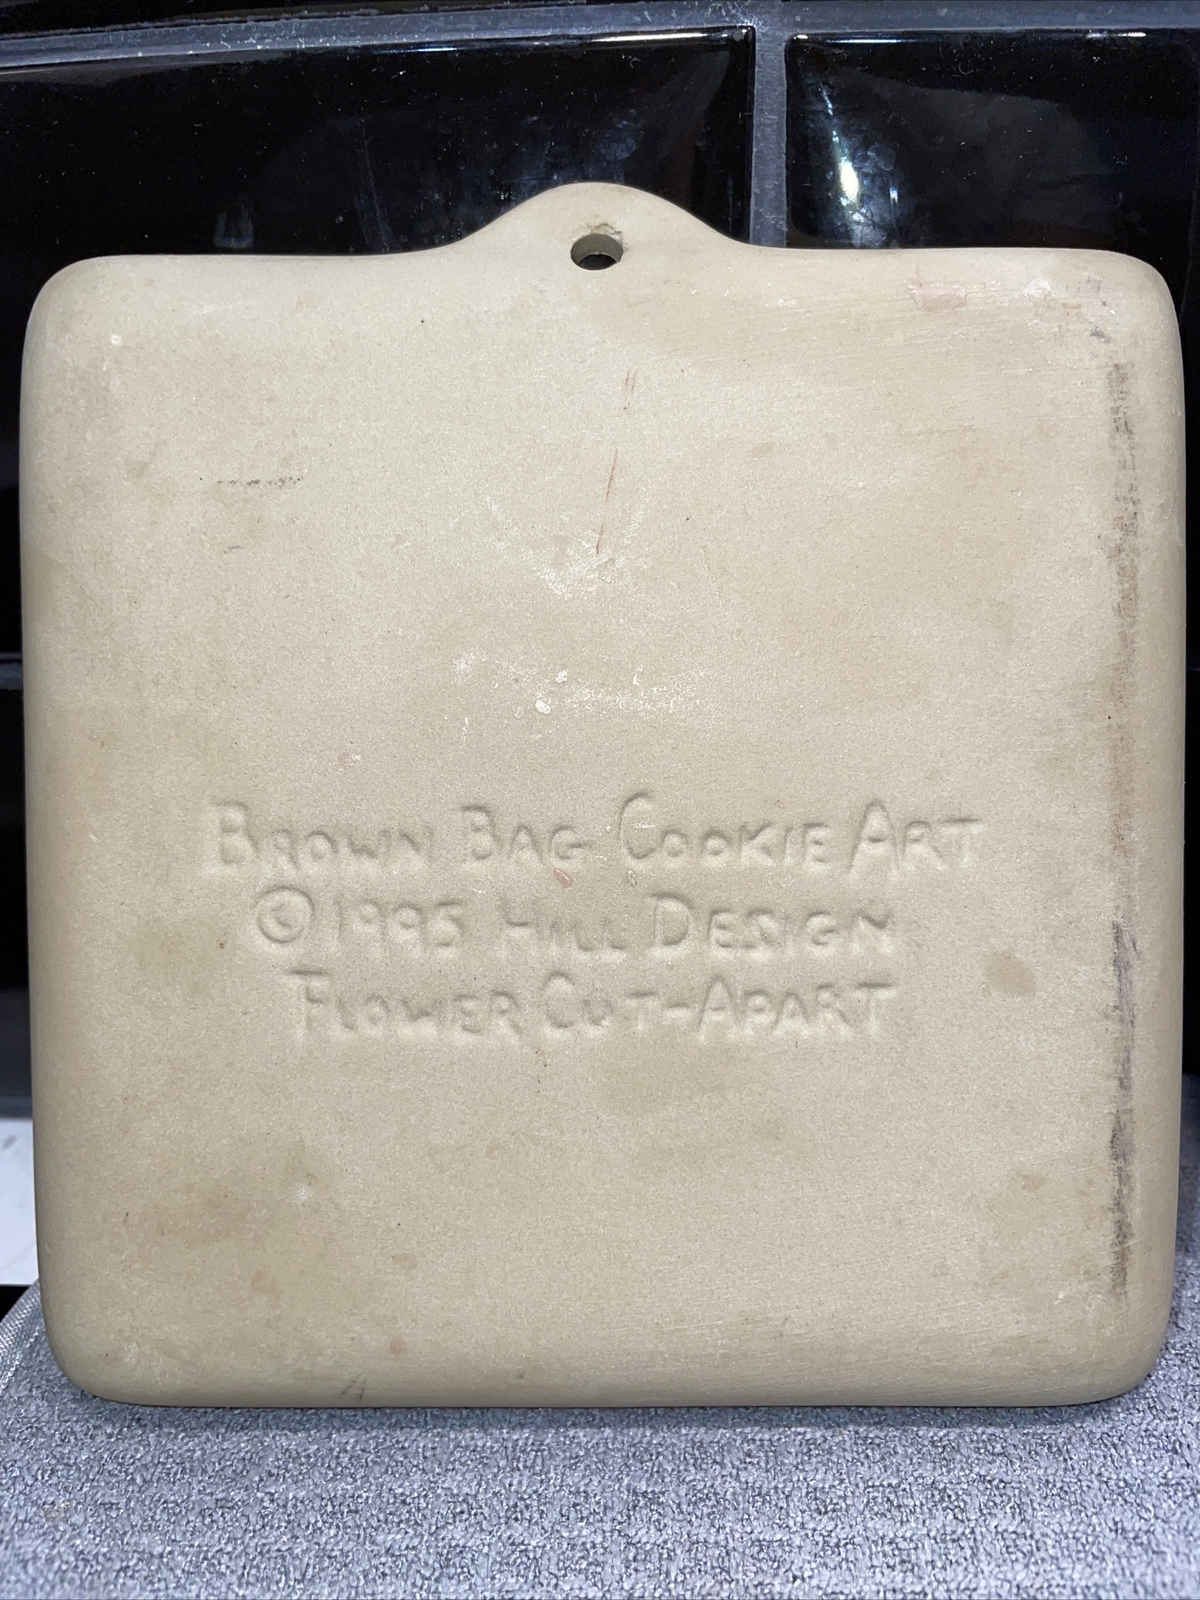 BROWN BAG COOKIE ART
© 1995 HILL DESIGN
FLOWER CUT-APART